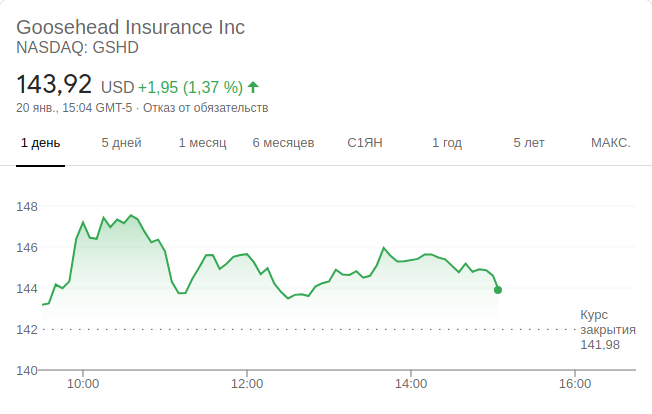 Goosehead Insurance Inc
NASDAQ: GSHD
143,92 USD +1,95 (1,37 %)
20 янв., 15:04 GMT-5 · Отказ от обязательств
1 день 5 дней 1 месяц 6 месяцев С1ЯН 1 год 5 лет МАКС.
148
146
144
142
140
Курс
закрытия
141,98
10:00 12:00 14:00 16:00